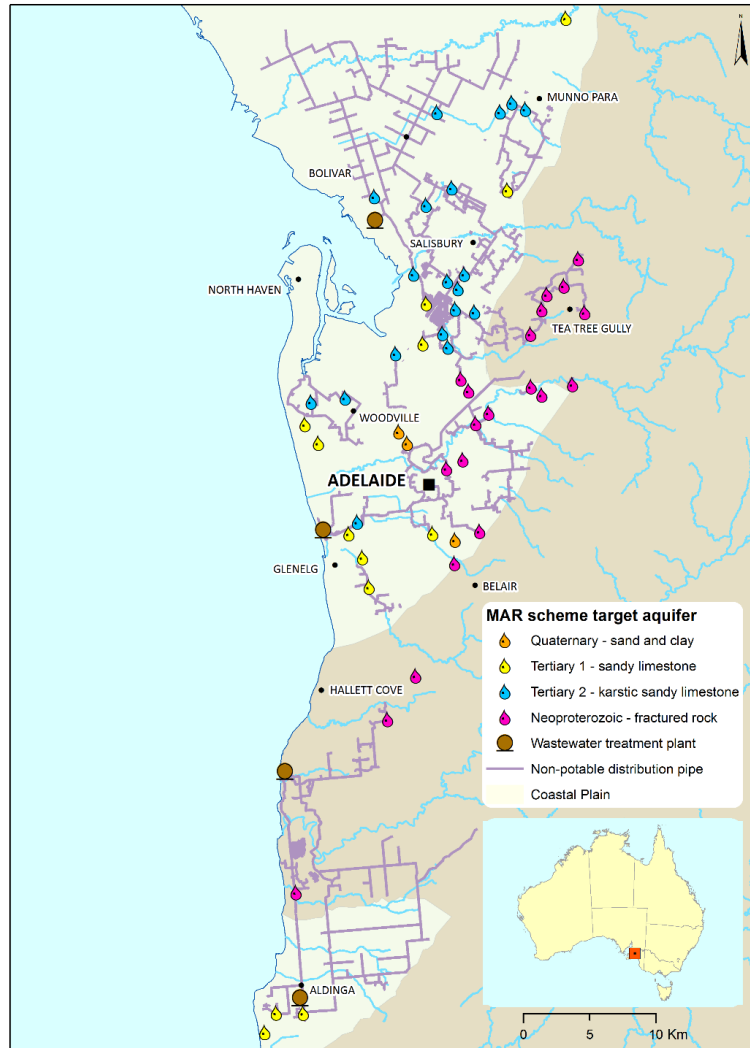 N
MUNNO PARA
BOLIVAR
SALISBURY
NORTH HAVEN
TEA TREE GULLY
WOODVILLE
ADELAIDE
GLENELG
BELAIR
MAR scheme target aquifer
Quaternary - sand and clay
Tertiary 1 - sandy limestone
Tertiary 2 - karstic sandy limestone
Neoproterozoic - fractured rock
Wastewater treatment plant
Non-potable distribution pipe
Coastal Plain
HALLETT COVE
ALDINGA
0 5 10 Km